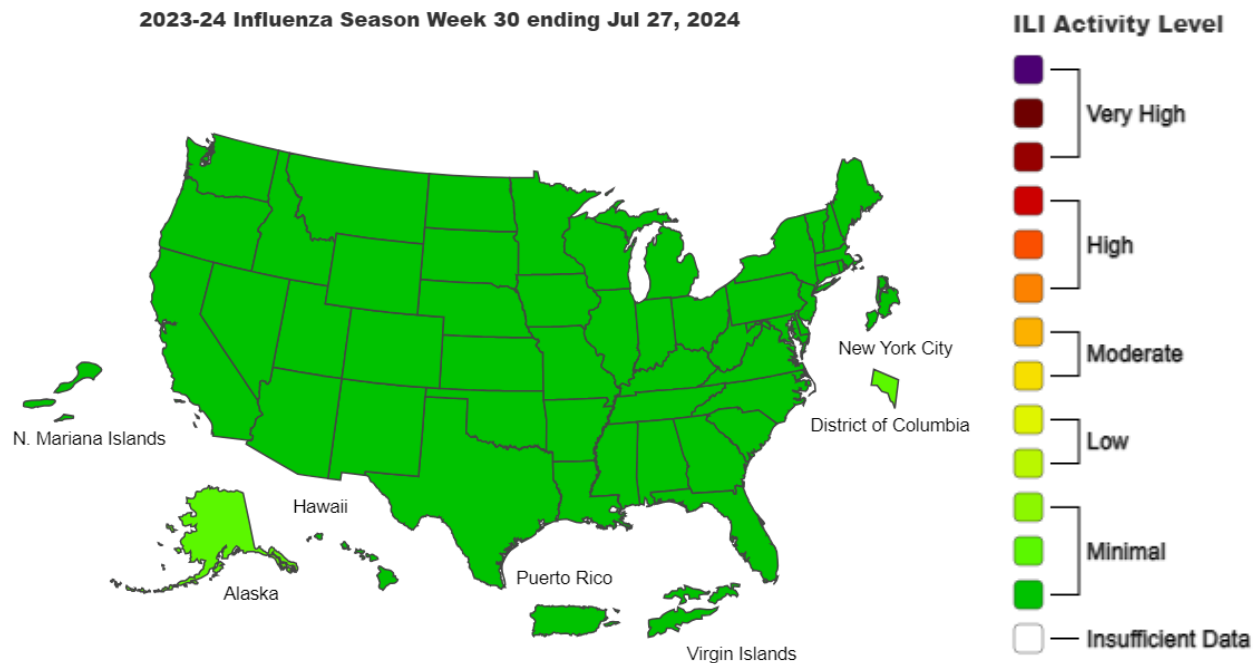 2023-24 Influenza Season Week 30 ending Jul 27, 2024
ILI Activity Level
Very High
High
Moderate
Low
Minimal
Insufficient Data
New York City
District of Columbia
N. Mariana Islands
Hawaii
Alaska
Puerto Rico
Virgin Islands